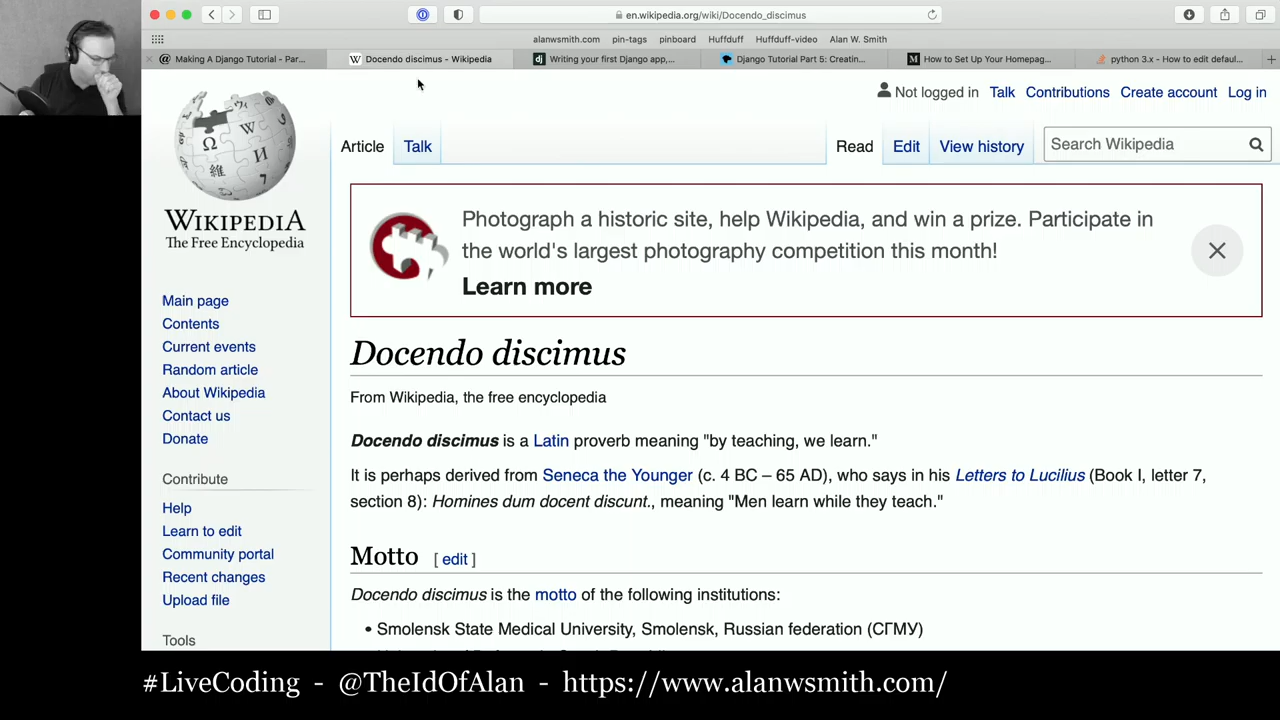 en.wikipedia.org/wiki/Docendo_discimus
alanwsmith.com pin-tags pinboard Huffduff Huffduff-video Alan W. Smith
Making A Django Tutorial - Par... Docendo discimus - Wikipedia Writing your first Django app,... Django Tutorial Part 5: Creatin... How to Set Up Your Homepag... python 3.x - How to edit defaul...
Not logged in Talk Contributions Create account Log in
Article Talk Read Edit View history Search Wikipedia
WIKIPEDIA
The Free Encyclopedia
Main page
Contents
Current events
Random article
About Wikipedia
Contact us
Donate
Contribute
Help
Learn to edit
Community portal
Recent changes
Upload file
Tools
Photograph a historic site, help Wikipedia, and win a prize. Participate in
the world's largest photography competition this month!
Learn more
Docendo discimus
From Wikipedia, the free encyclopedia
Docendo discimus is a Latin proverb meaning "by teaching, we learn."
It is perhaps derived from Seneca the Younger (c. 4 BC – 65 AD), who says in his Letters to Lucilius (Book I, letter 7,
section 8): Homines dum docent discunt., meaning "Men learn while they teach."
Motto [ edit ]
Docendo discimus is the motto of the following institutions:
• Smolensk State Medical University, Smolensk, Russian federation (СГМУ)
#LiveCoding - @TheIdOfAlan - https://www.alanwsmith.com/